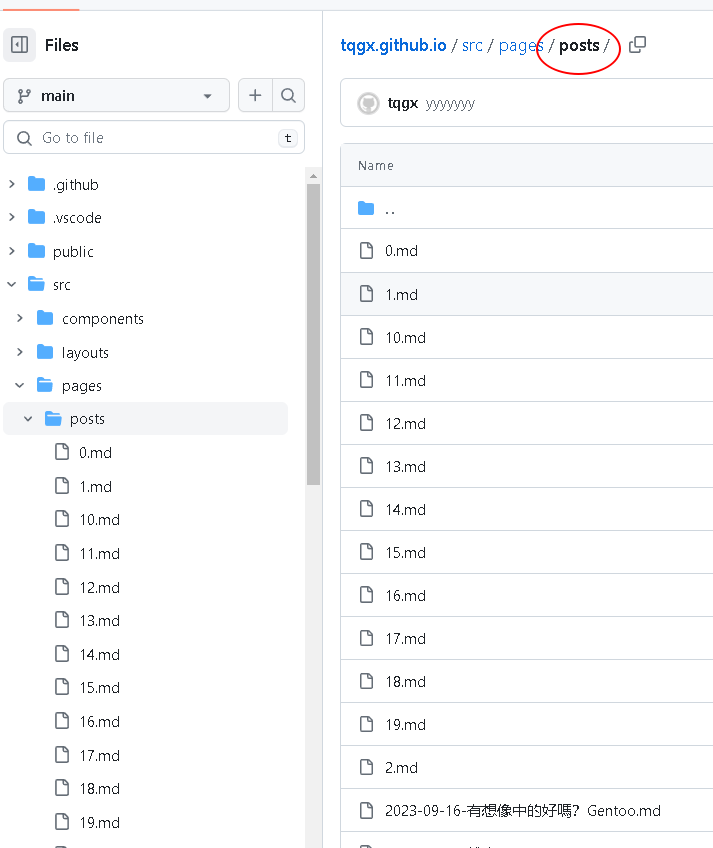 Files
main
Go to file
t
.github
.vscode
public
src
components
layouts
pages
posts
0.md
1.md
10.md
11.md
12.md
13.md
14.md
15.md
16.md
17.md
18.md
19.md
tqgx.github.io / src / pages / posts /
tqgx yyyyyyy
Name
..
0.md
1.md
10.md
11.md
12.md
13.md
14.md
15.md
16.md
17.md
18.md
19.md
2.md
2023-09-16-有想像中的好嗎？Gentoo.md